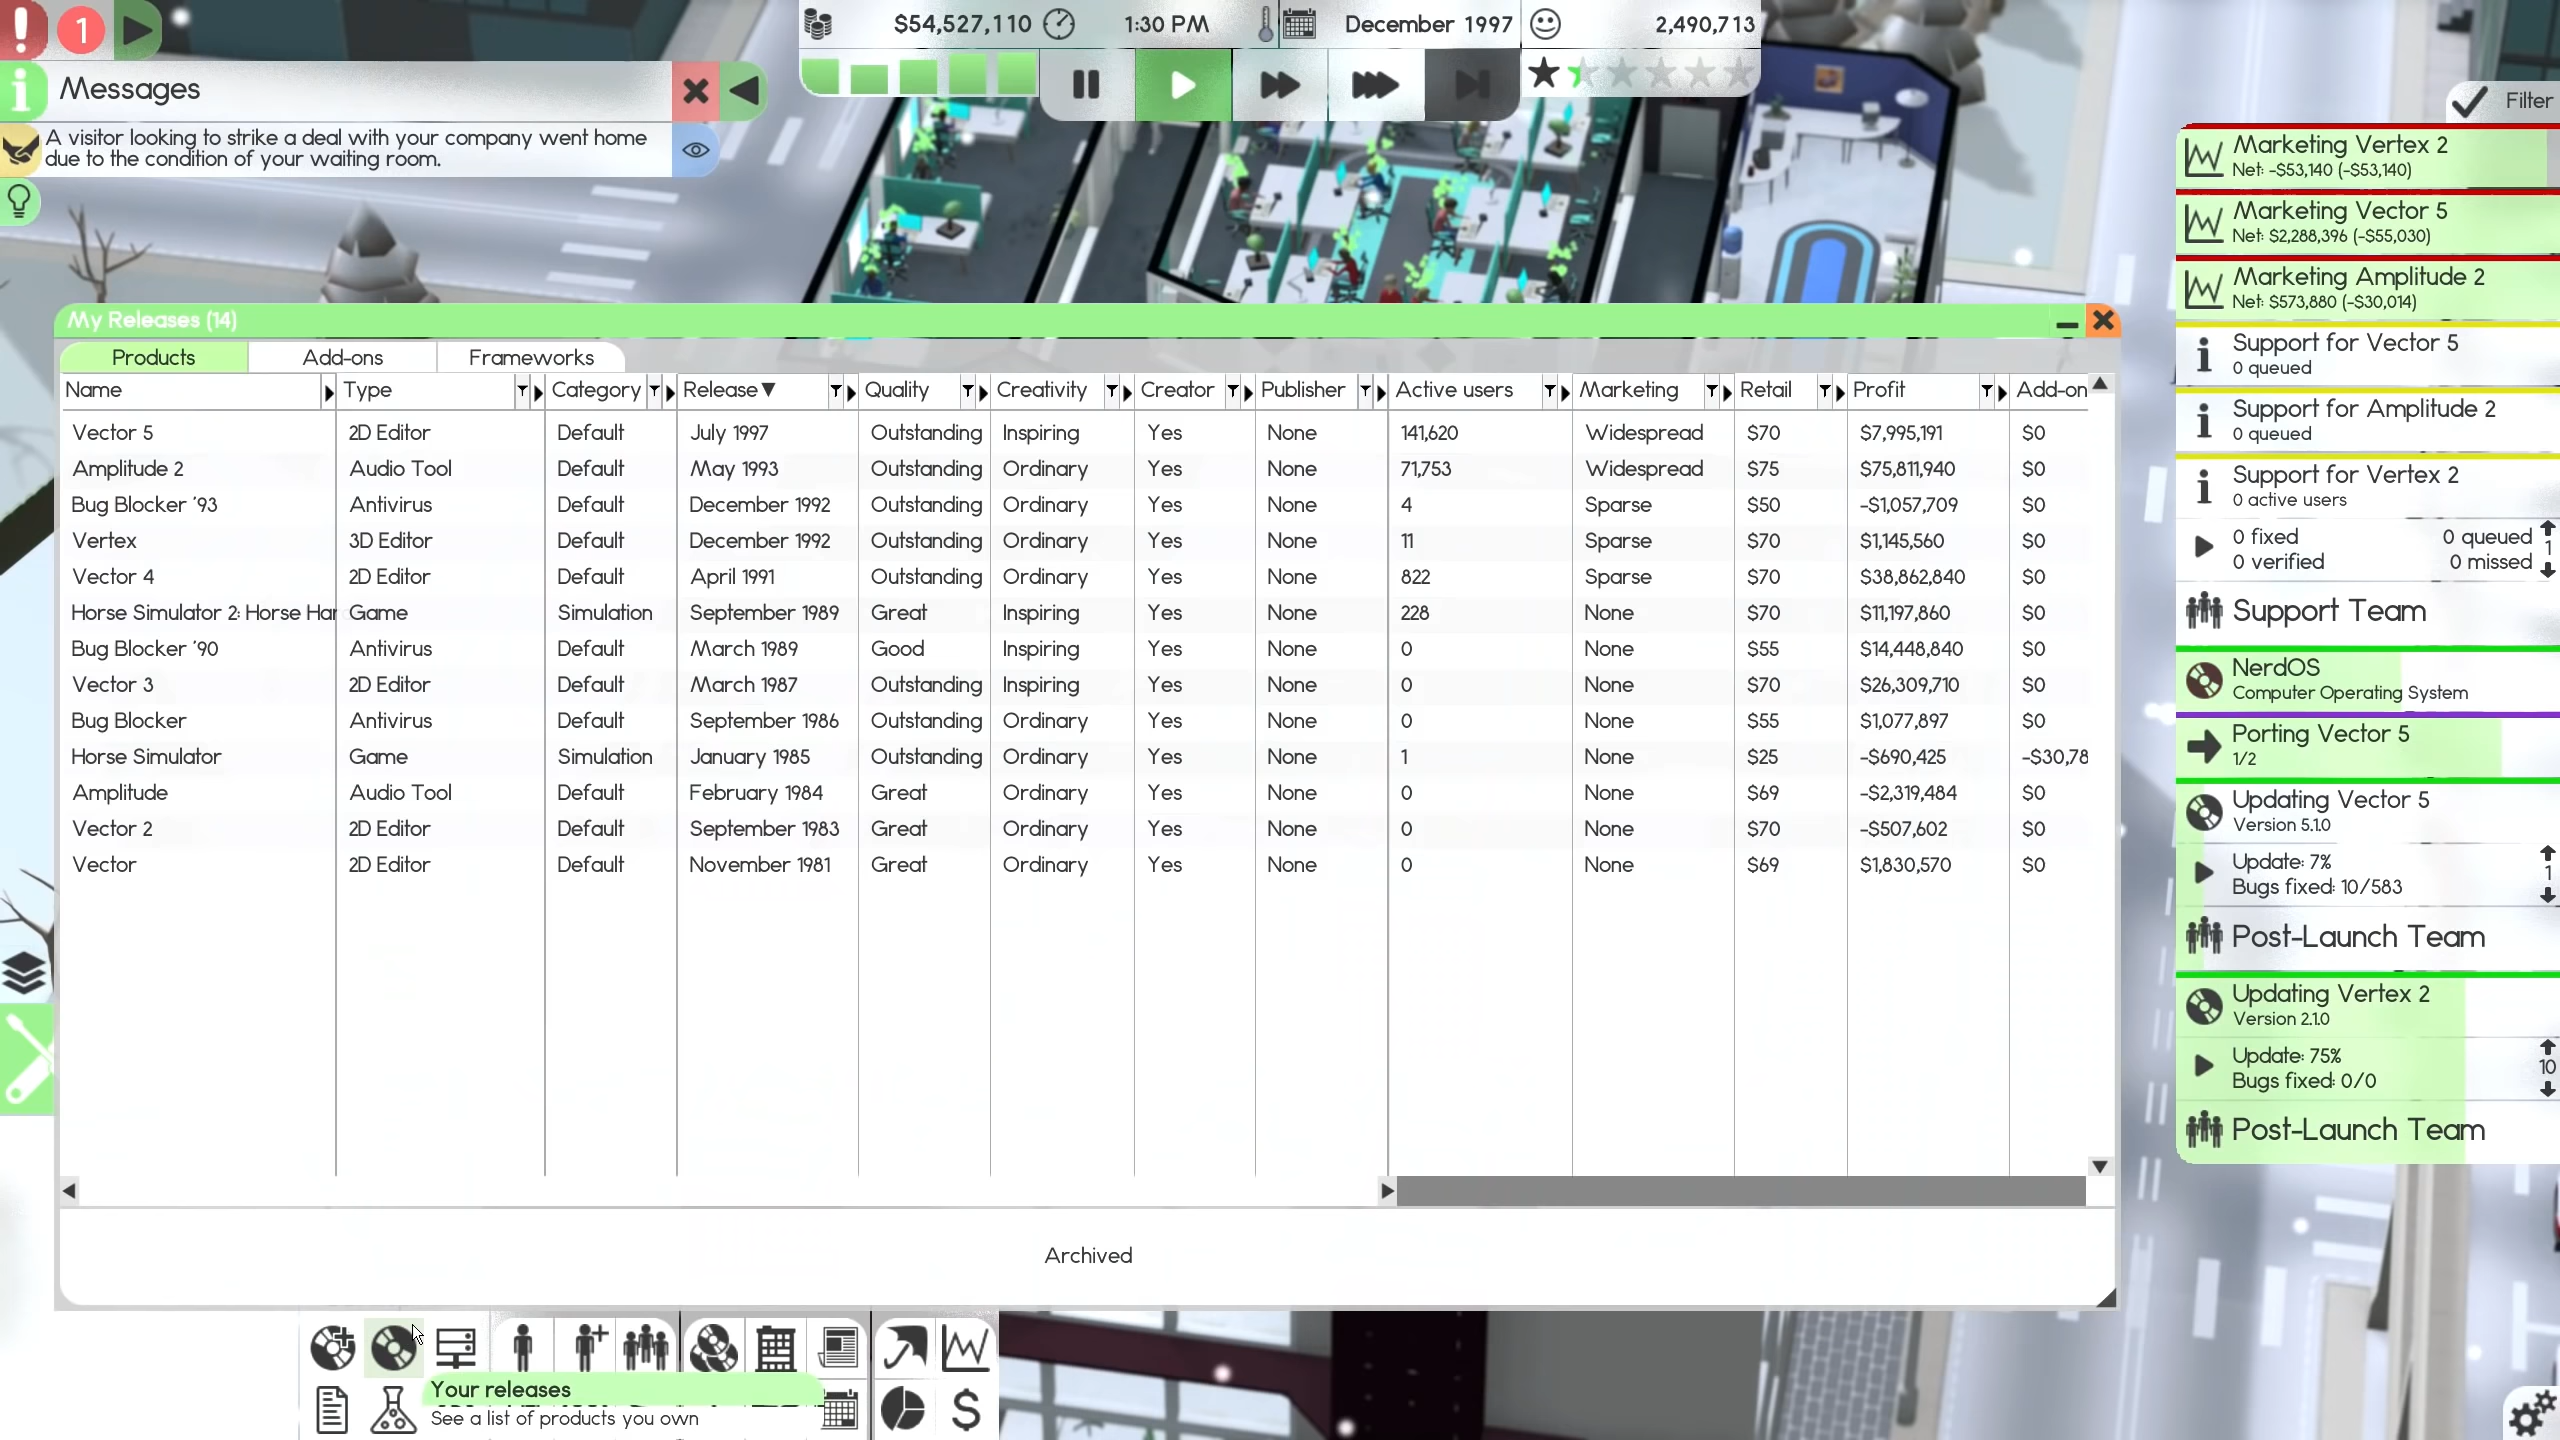 1
$54,527,110
1:30 PM
December 1997
2,490,713
Messages
A visitor looking to strike a deal with your company went home
due to the condition of your waiting room.
Filter
Marketing Vertex 2
Net: -$53,140 (-$53,140)
Marketing Vector 5
Net: $2,288,396 (-$55,030)
Marketing Amplitude 2
Net: $573,880 (-$30,014)
Support for Vector 5
0 queued
Support for Amplitude 2
0 queued
Support for Vertex 2
0 active users
0 fixed 0 queued
1
0 verified 0 missed
Support Team
NerdOS
Computer Operating System
Porting Vector 5
1/2
Updating Vector 5
Version 5.1.0
Update: 7%
1
Bugs fixed: 10/583
Post-Launch Team
Updating Vertex 2
Version 2.1.0
Update: 75%
10
Bugs fixed: 0/0
Post-Launch Team
My Releases (14)
Products Add-ons Frameworks
Name Type Category Release Quality Creativity Creator Publisher Active users Marketing Retail Profit Add-on
Vector 5 2D Editor Default July 1997 Outstanding Inspiring Yes None 141,620 Widespread $70 $7,995,191 $0
Amplitude 2 Audio Tool Default May 1993 Outstanding Ordinary Yes None 71,753 Widespread $75 $75,811,940 $0
Bug Blocker '93 Antivirus Default December 1992 Outstanding Ordinary Yes None 4 Sparse $50 -$1,057,709 $0
Vertex 3D Editor Default December 1992 Outstanding Ordinary Yes None 11 Sparse $70 $1,145,560 $0
Vector 4 2D Editor Default April 1991 Outstanding Ordinary Yes None 822 Sparse $70 $38,862,840 $0
Horse Simulator 2: Horse Har Game Simulation September 1989 Great Inspiring Yes None 228 None $70 $11,197,860 $0
Bug Blocker '90 Antivirus Default March 1989 Good Inspiring Yes None 0 None $55 $14,448,840 $0
Vector 3 2D Editor Default March 1987 Outstanding Inspiring Yes None 0 None $70 $26,309,710 $0
Bug Blocker Antivirus Default September 1986 Outstanding Ordinary Yes None 0 None $55 $1,077,897 $0
Horse Simulator Game Simulation January 1985 Outstanding Ordinary Yes None 1 None $25 -$690,425 -$30,78
Amplitude Audio Tool Default February 1984 Great Ordinary Yes None 0 None $69 -$2,319,484 $0
Vector 2 2D Editor Default September 1983 Great Ordinary Yes None 0 None $70 -$507,602 $0
Vector 2D Editor Default November 1981 Great Ordinary Yes None 0 None $69 $1,830,570 $0
Archived
Your releases
See a list of products you own